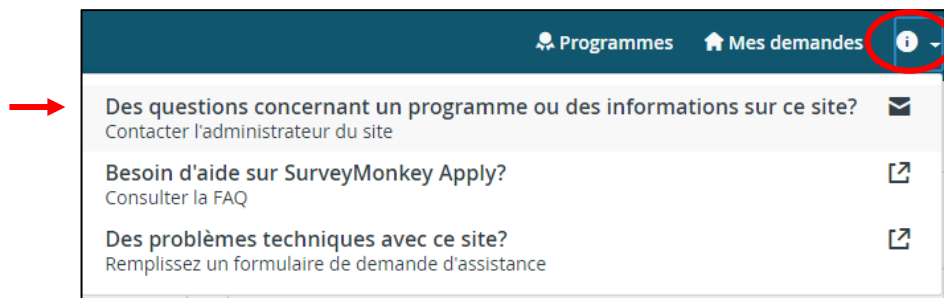 Programmes Mes demandes
Des questions concernant un programme ou des informations sur ce site?
Contacter l'administrateur du site
Besoin d'aide sur SurveyMonkey Apply?
Consulter la FAQ
Des problèmes techniques avec ce site?
Remplissez un formulaire de demande d'assistance